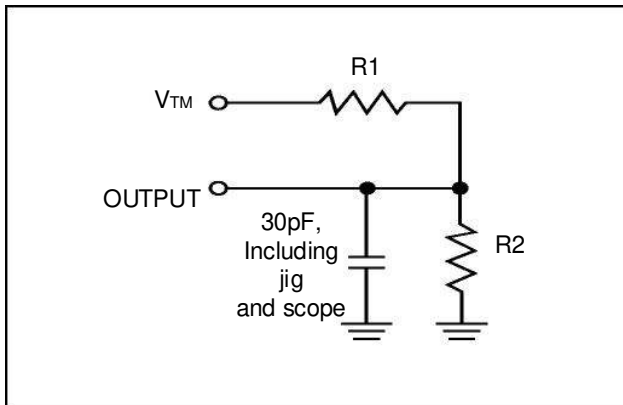 R1
VTM
OUTPUT
30pF,
Including
jig
and scope
R2